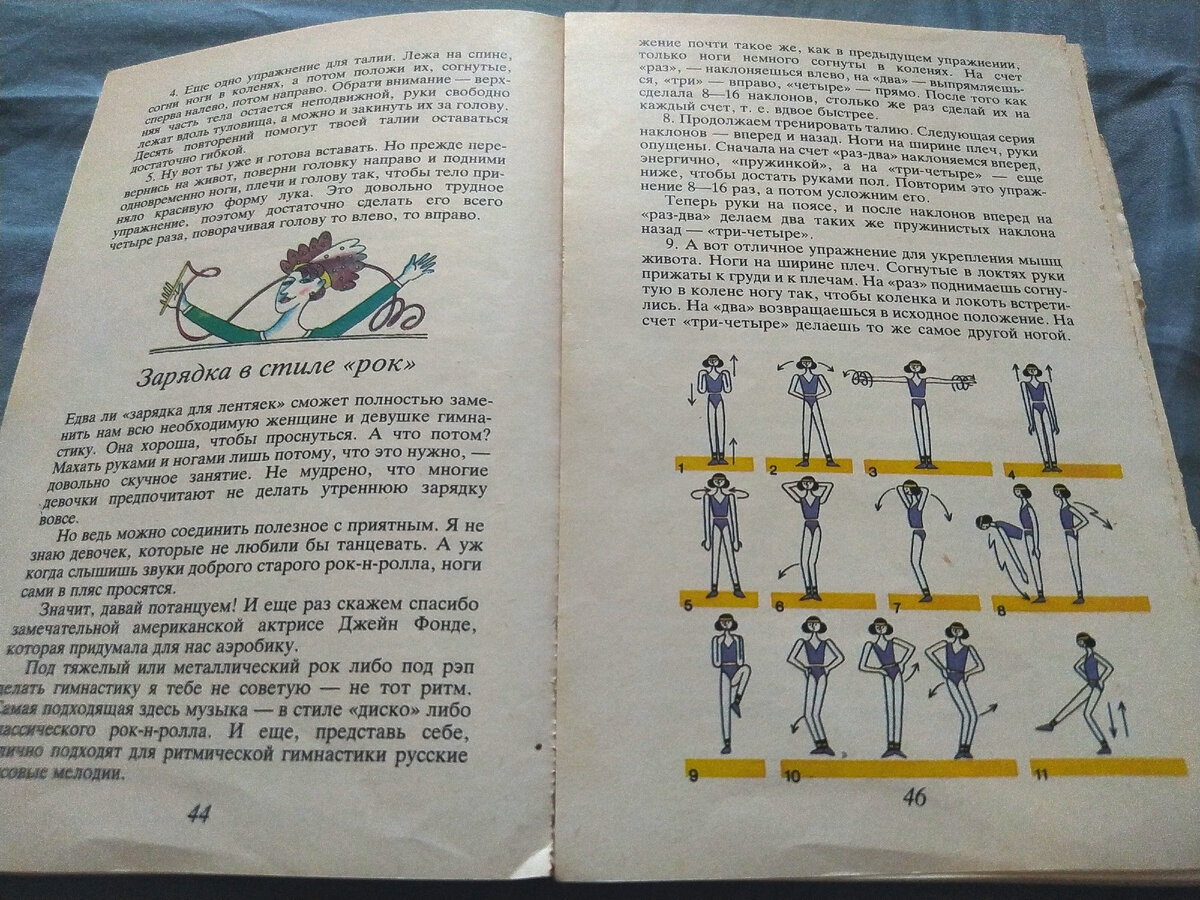 4. Еще одно упражнение для талии. Лежа на спине,
согни ноги в коленях, а потом положи их, согнутые,
сперва налево, потом направо. Обрати внимание — верх-
няя часть тела остается неподвижной, руки свободно
лежат вдоль туловища, а можно и закинуть их за голову.
Десять повторений помогут твоей талии оставаться
достаточно гибкой.
5. Ну вот ты уже и готова вставать. Но прежде пере-
вернись на живот, поверни головку направо и подними
одновременно ноги, плечи и голову так, чтобы тело при-
няло красивую форму лука. Это довольно трудное
упражнение, поэтому достаточно сделать его всего
четыре раза, поворачивая голову то влево, то вправо.
Зарядка в стиле «рок»
Едва ли «зарядка для лентяек» сможет полностью заме-
нить нам всю необходимую женщине и девушке гимна-
стику. Она хороша, чтобы проснуться. А что потом?
Махать руками и ногами лишь потому, что это нужно, —
довольно скучное занятие. Не мудрено, что многие
девочки предпочитают не делать утреннюю зарядку
вовсе.
Но ведь можно соединить полезное с приятным. Я не
знаю девочек, которые не любили бы танцевать. А уж
когда слышишь звуки доброго старого рок-н-ролла, ноги
сами в пляс просятся.
Значит, давай потанцуем! И еще раз скажем спасибо
замечательной американской актрисе Джейн Фонде,
которая придумала для нас аэробику.
Под тяжелый или металлический рок либо под рэп
делать гимнастику я тебе не советую — не тот ритм.
Самая подходящая здесь музыка — в стиле «диско» либо
лассического рок-н-ролла. И еще, представь себе,
лично подходят для ритмической гимнастики русские
совые мелодии.
44
жение почти такое же, как в предыдущем упражнении,
только ноги немного согнуты в коленях. На счет
«раз», — наклоняешься влево, на «два» — выпрямляешь-
ся, «три» — вправо, «четыре» — прямо. После того как
сделала 8—16 наклонов, столько же раз сделай их на
каждый счет, т. е. вдвое быстрее.
8. Продолжаем тренировать талию. Следующая серия
наклонов — вперед и назад. Ноги на ширине плеч, руки
опущены. Сначала на счет «раз-два» наклоняемся вперед,
энергично, «пружинкой», а на «три-четыре» — еще
ниже, чтобы достать руками пол. Повторим это упраж-
нение 8—16 раз, а потом усложним его.
Теперь руки на поясе, и после наклонов вперед на
«раз-два» делаем два таких же пружинистых наклона
назад — «три-четыре».
9. А вот отличное упражнение для укрепления мышц
живота. Ноги на ширине плеч. Согнутые в локтях руки
прижаты к груди и к плечам. На «раз» поднимаешь согну-
тую в колене ногу так, чтобы коленка и локоть встрети-
лись. На «два» возвращаешься в исходное положение. На
счет «три-четыре» делаешь то же самое другой ногой.
1 2 3 4
5 6 7 8
9 10 11
46